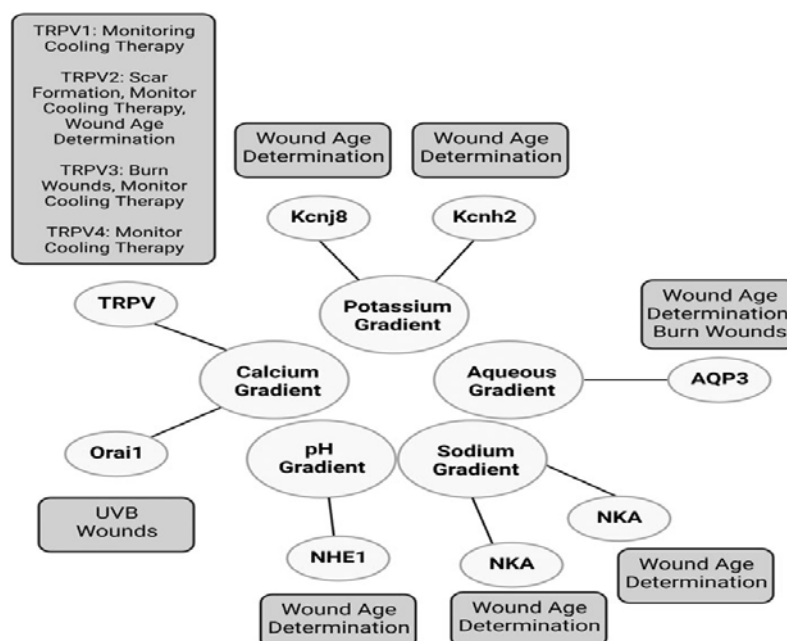 TRPV1: Monitoring
Cooling Therapy
TRPV2: Scar
Formation, Monitor
Cooling Therapy,
Wound Age
Determination
TRPV3: Burn
Wounds, Monitor
Cooling Therapy
TRPV4: Monitor
Cooling Therapy
Wound Age
Determination
Wound Age
Determination
Kcnj8
Kcnh2
TRPV
Potassium
Gradient
Wound Age
Determination
Burn Wounds
Calcium
Gradient
Aqueous
Gradient
AQP3
Orai1
pH
Gradient
Sodium
Gradient
UVB
Wounds
NKA
NHE1
NKA
Wound Age
Determination
Wound Age
Determination
Wound Age
Determination